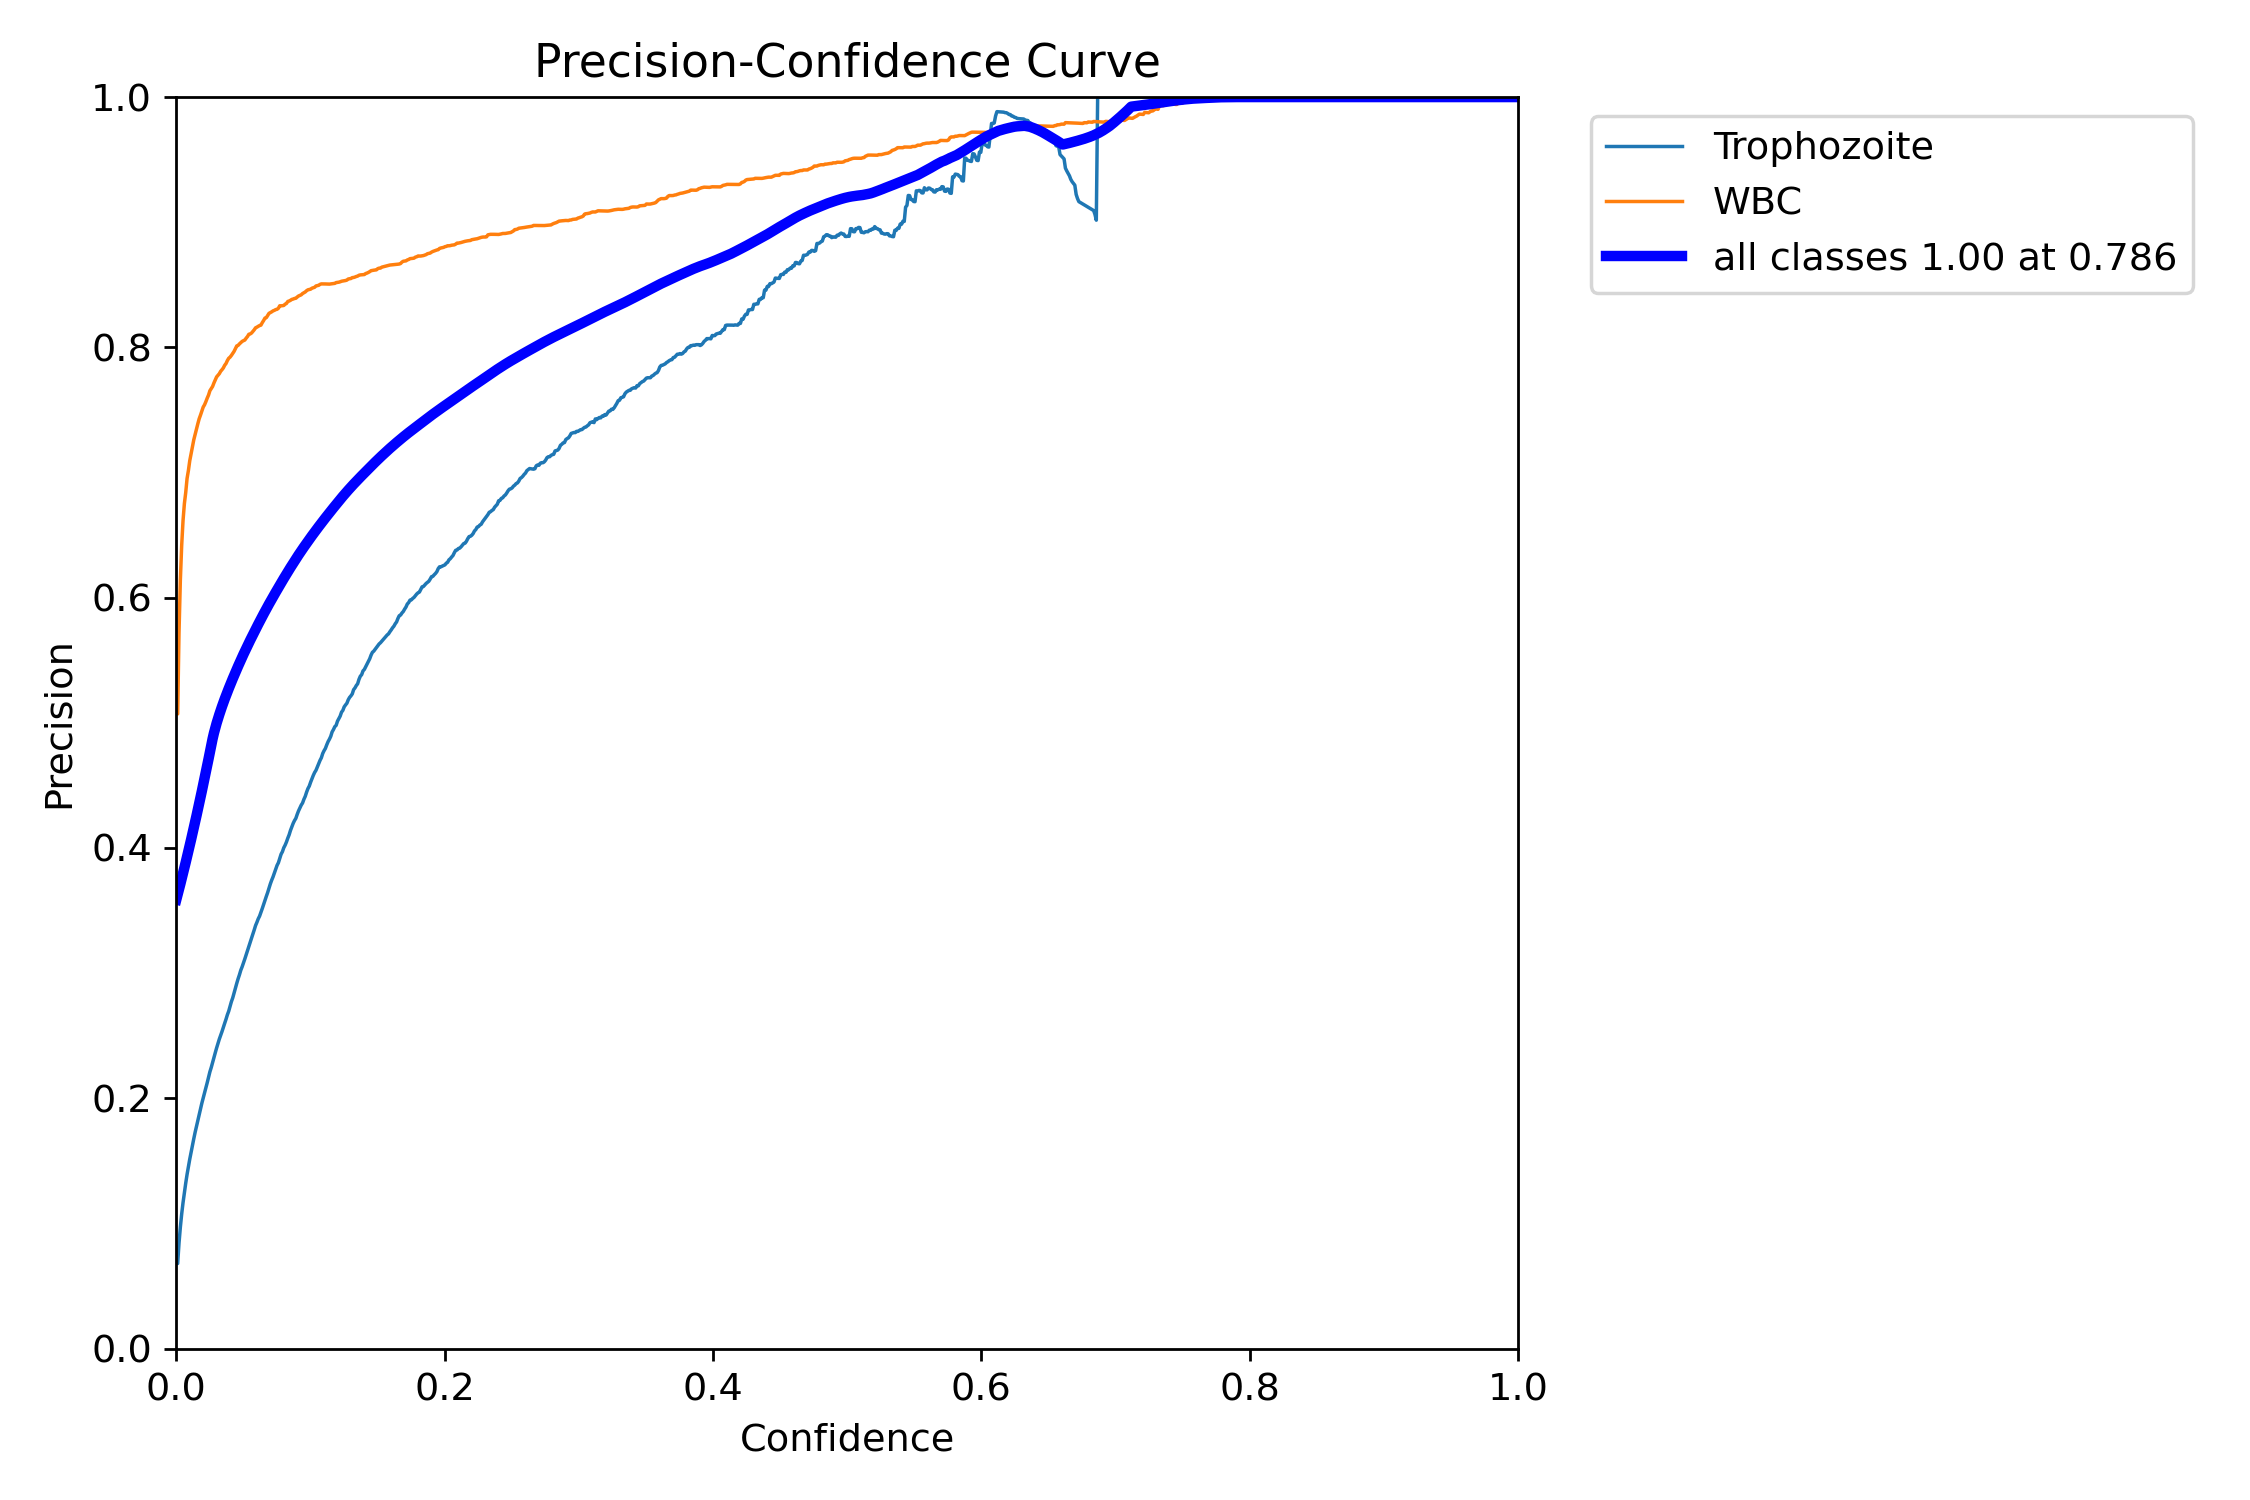 Precision-Confidence Curve
1.0
0.8
0.6
0.4
0.2
0.0
Precision
0.0 0.2 0.4 0.6 0.8 1.0
Confidence
Trophozoite
WBC
all classes 1.00 at 0.786